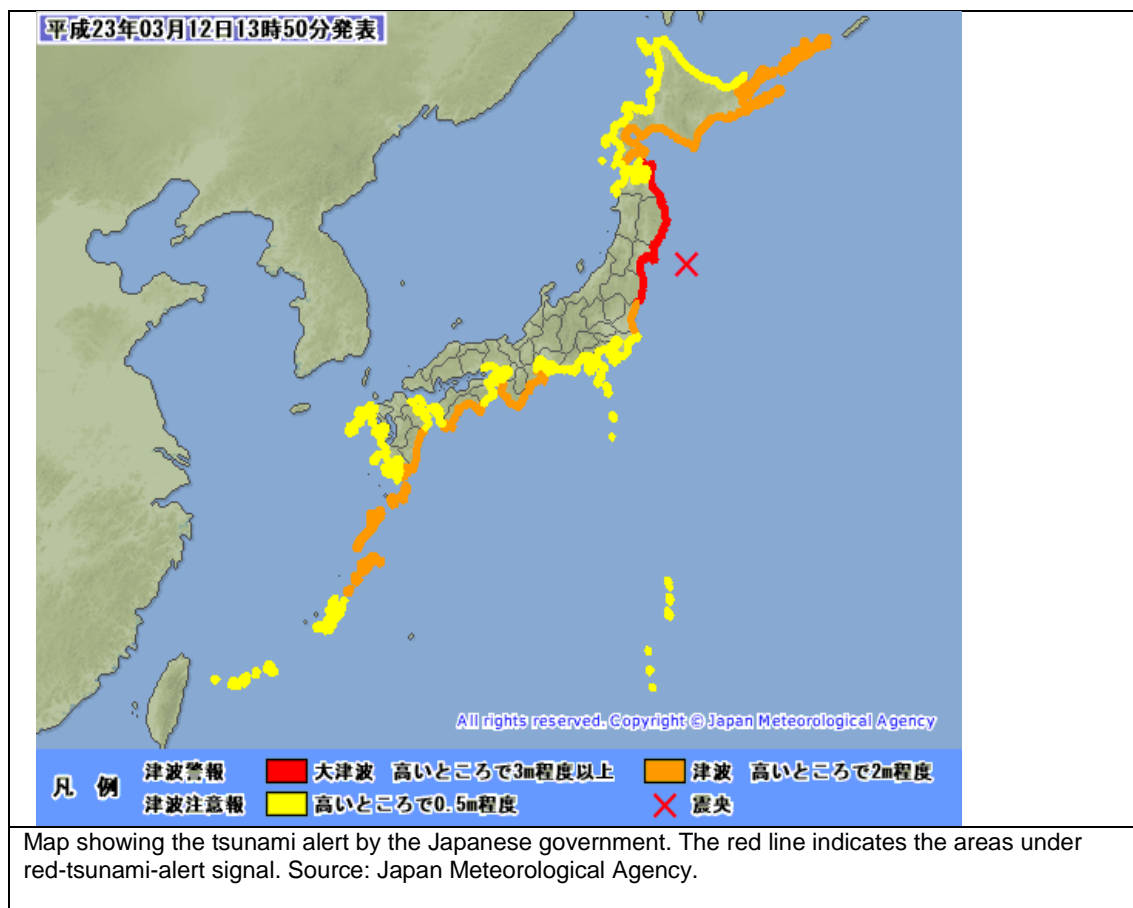 平成23年03月12日13時50分発表
All rights reserved. Copyright © Japan Meteorological Agency
凡 例
津波警報 大津波 高いところで3m程度以上 津波 高いところで2m程度
津波注意報 高いところで0.5m程度 震央
Map showing the tsunami alert by the Japanese government. The red line indicates the areas under
red-tsunami-alert signal. Source: Japan Meteorological Agency.